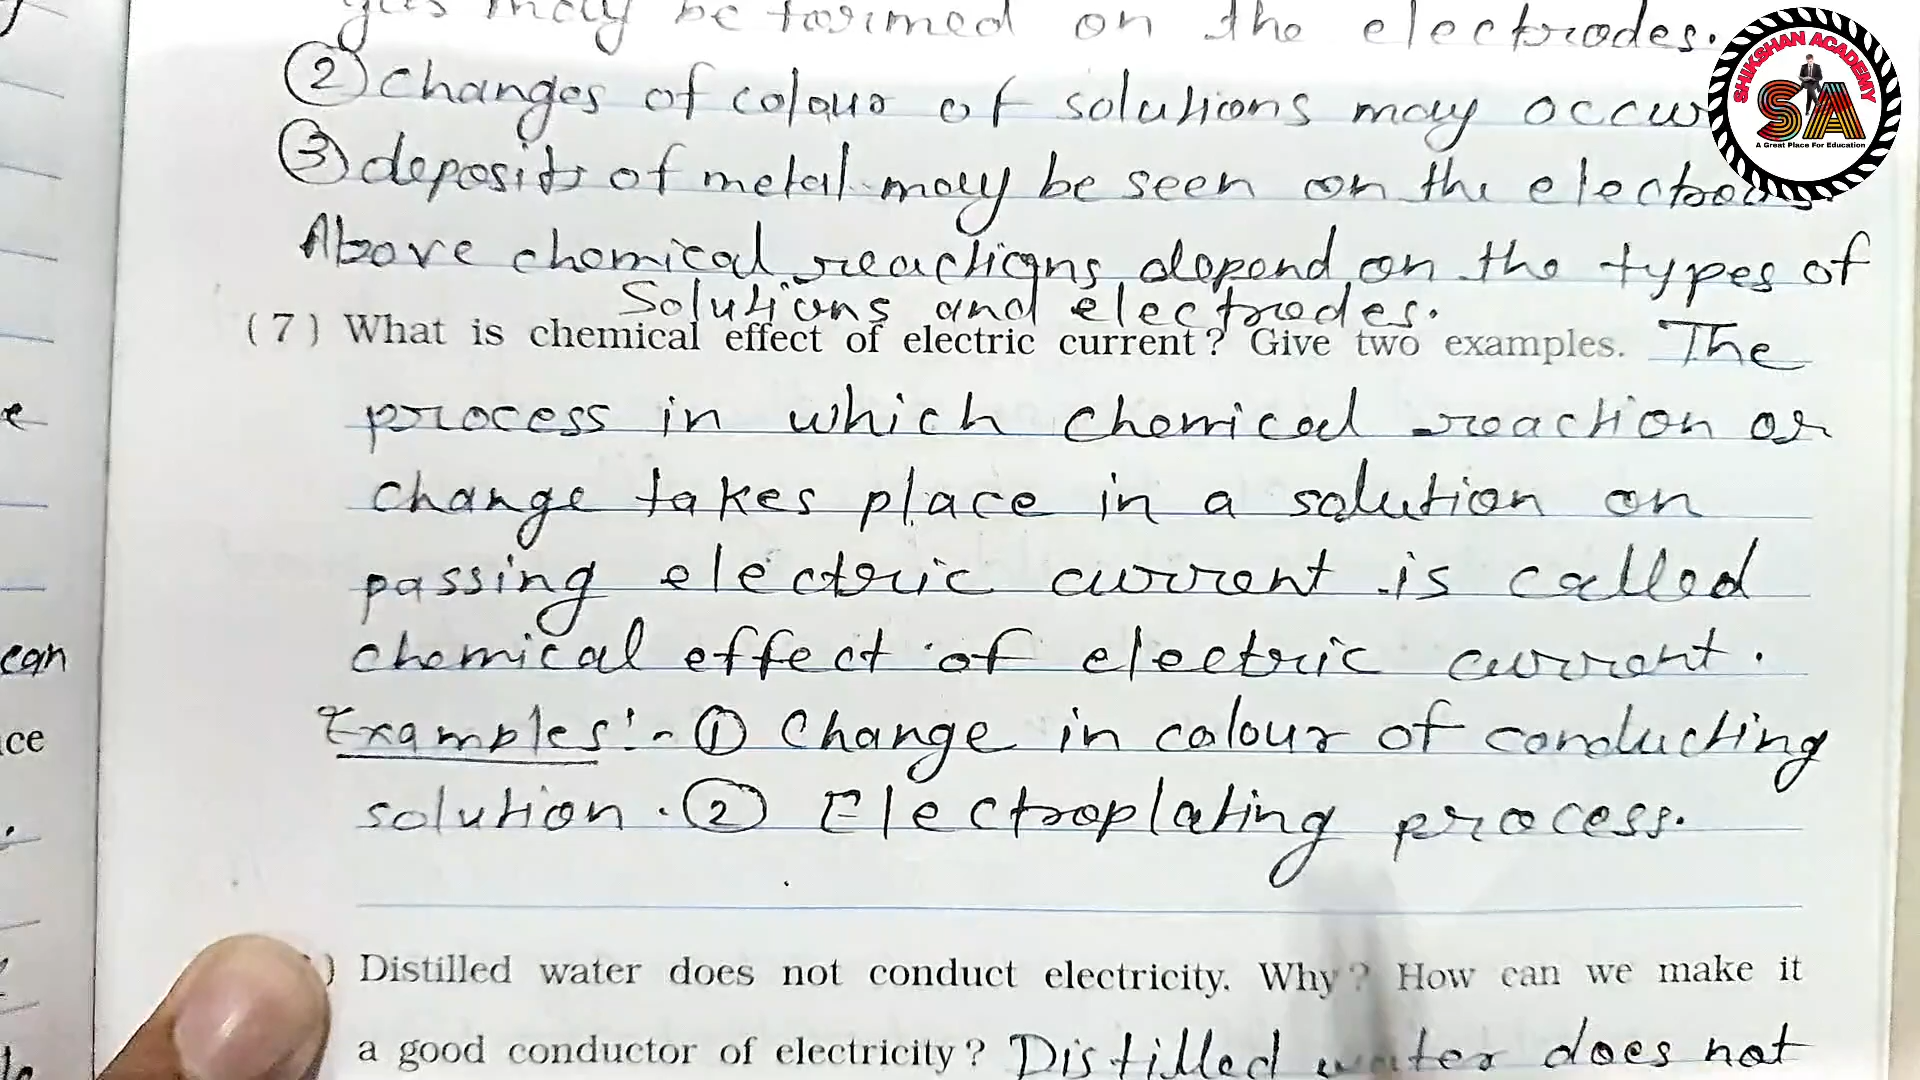 gas may be formed on the electrodes.
② Changes of colour of solutions may occur
③ deposits of metal may be seen on the
Above chemical reactions depend on the types of
Solutions and electrodes.
(7) What is chemical effect of electric current? Give two examples. The
process in which chemical reaction or
change takes place in a solution on
passing electric current is called
chemical effect of electric current.
Examples:- ① Change in colour of conducting
solution. ② Electroplating process.
) Distilled water does not conduct electricity. Why? How can we make it
a good conductor of electricity? Distilled water does not
e
can
ce
SHIKSHAN ACADEMY
SA
A Great Place For Education